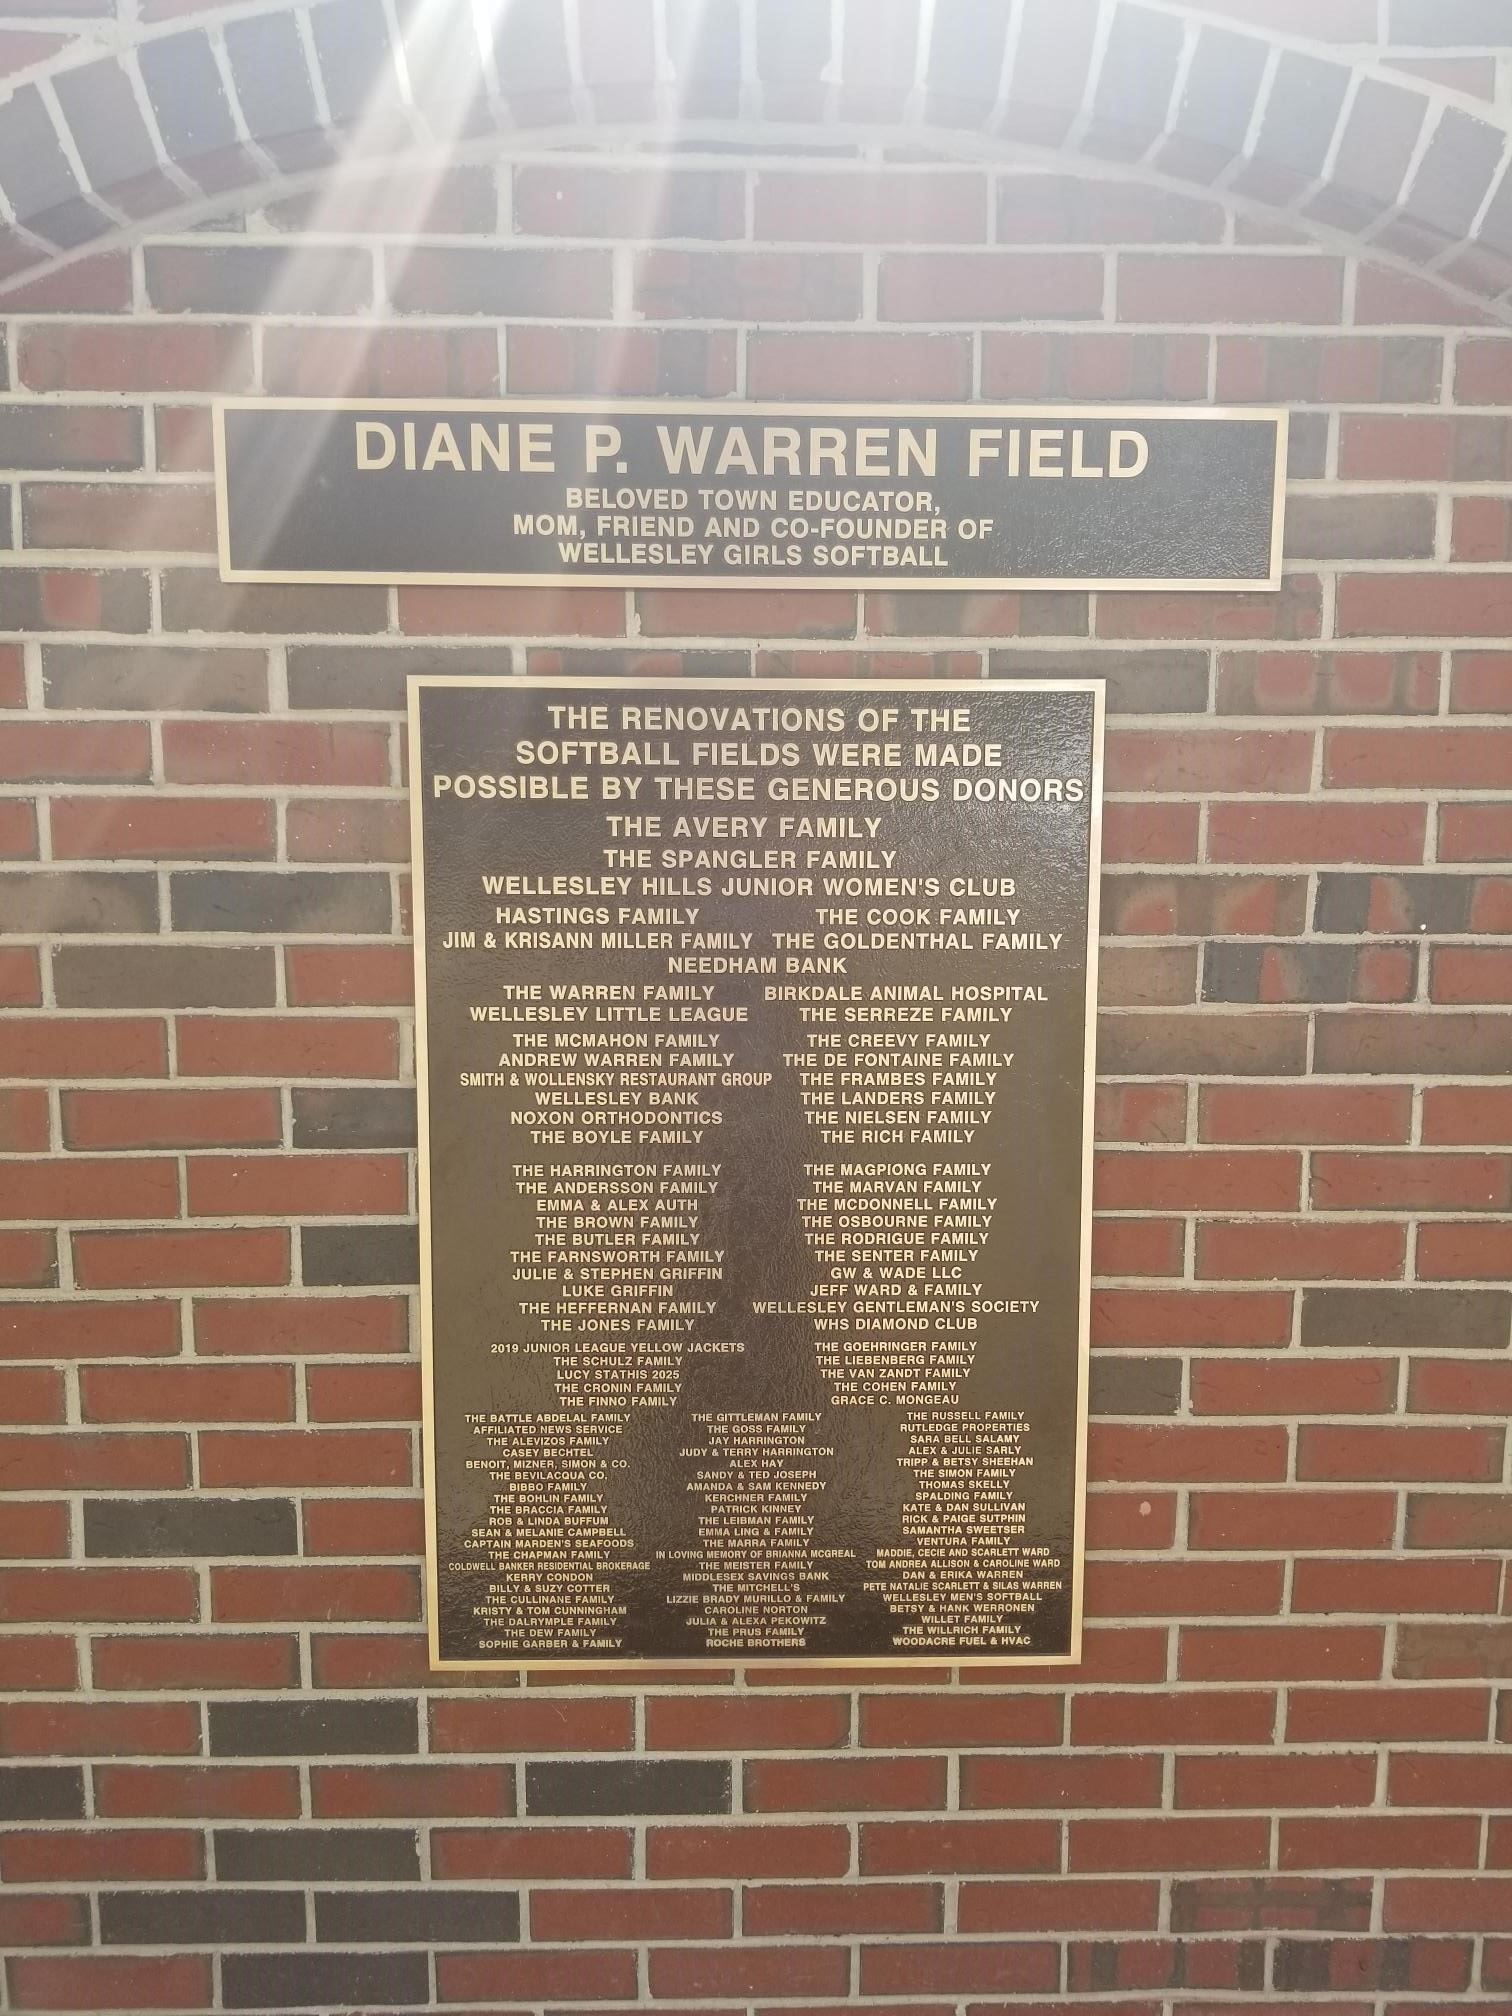 DIANE P. WARREN FIELD
BELOVED TOWN EDUCATOR,
MOM, FRIEND AND CO-FOUNDER OF
WELLESLEY GIRLS SOFTBALL
THE RENOVATIONS OF THE
SOFTBALL FIELDS WERE MADE
POSSIBLE BY THESE GENEROUS DONORS
THE AVERY FAMILY
THE SPANGLER FAMILY
WELLESLEY HILLS JUNIOR WOMEN'S CLUB
HASTINGS FAMILY THE COOK FAMILY
JIM & KRISANN MILLER FAMILY THE GOLDENTHAL FAMILY
NEEDHAM BANK
THE WARREN FAMILY BIRKDALE ANIMAL HOSPITAL
WELLESLEY LITTLE LEAGUE THE SERREZE FAMILY
THE MCMAHON FAMILY THE CREEVY FAMILY
ANDREW WARREN FAMILY THE DE FONTAINE FAMILY
SMITH & WOLLENSKY RESTAURANT GROUP THE FRAMBES FAMILY
WELLESLEY BANK THE LANDERS FAMILY
NOXON ORTHODONTICS THE NIELSEN FAMILY
THE BOYLE FAMILY THE RICH FAMILY
THE HARRINGTON FAMILY THE MAGPIONG FAMILY
THE ANDERSSON FAMILY THE MARVAN FAMILY
EMMA & ALEX AUTH THE MCDONNELL FAMILY
THE BROWN FAMILY THE OSBOURNE FAMILY
THE BUTLER FAMILY THE RODRIGUE FAMILY
THE FARNSWORTH FAMILY THE SENTER FAMILY
JULIE & STEPHEN GRIFFIN GW & WADE LLC
LUKE GRIFFIN JEFF WARD & FAMILY
THE HEFFERNAN FAMILY WELLESLEY GENTLEMAN'S SOCIETY
THE JONES FAMILY WHS DIAMOND CLUB
2019 JUNIOR LEAGUE YELLOW JACKETS THE GOEHRINGER FAMILY
THE SCHULZ FAMILY THE LIEBENBERG FAMILY
LUCY STATHIS 2025 THE VAN ZANDT FAMILY
THE CRONIN FAMILY THE COHEN FAMILY
THE FINNO FAMILY GRACE C. MONGEAU
THE BATTLE ABDELAL FAMILY THE GITTLEMAN FAMILY THE RUSSELL FAMILY
AFFILIATED NEWS SERVICE THE GOSS FAMILY RUTLEDGE PROPERTIES
THE ALEVIZOS FAMILY JAY HARRINGTON SARA BELL SALAMY
CASEY BECHTEL JUDY & TERRY HARRINGTON ALEX & JULIE SARLY
BENOIT, MIZNER, SIMON & CO. ALEX HAY TRIPP & BETSY SHEEHAN
THE BEVILACQUA CO. SANDY & TED JOSEPH THE SIMON FAMILY
BIBBO FAMILY AMANDA & SAM KENNEDY THOMAS SKELLY
THE BOHLIN FAMILY KERCHNER FAMILY SPALDING FAMILY
THE BRACCIA FAMILY PATRICK KINNEY KATE & DAN SULLIVAN
ROB & LINDA BUFFUM THE LEIBMAN FAMILY RICK & PAIGE SUTPHIN
SEAN & MELANIE CAMPBELL EMMA LING & FAMILY SAMANTHA SWEETSER
CAPTAIN MARDEN'S SEAFOODS THE MARRA FAMILY VENTURA FAMILY
THE CHAPMAN FAMILY IN LOVING MEMORY OF BRIANNA MCGREAL MADDIE, CECIE AND SCARLETT WARD
COLDWELL BANKER RESIDENTIAL BROKERAGE THE MEISTER FAMILY TOM ANDREA ALLISON & CAROLINE WARD
KERRY CONDON MIDDLESEX SAVINGS BANK DAN & ERIKA WARREN
BILLY & SUZY COTTER THE MITCHELL'S PETE NATALIE SCARLETT & SILAS WARREN
THE CULLINANE FAMILY LIZZIE BRADY MURILLO & FAMILY WELLESLEY MEN'S SOFTBALL
KRISTY & TOM CUNNINGHAM CAROLINE NORTON BETSY & HANK WERRONEN
THE DALRYMPLE FAMILY JULIA & ALEXA PEKOWITZ WILLET FAMILY
THE DEW FAMILY THE PRUS FAMILY THE WILLRICH FAMILY
SOPHIE GARBER & FAMILY ROCHE BROTHERS WOODACRE FUEL & HVAC